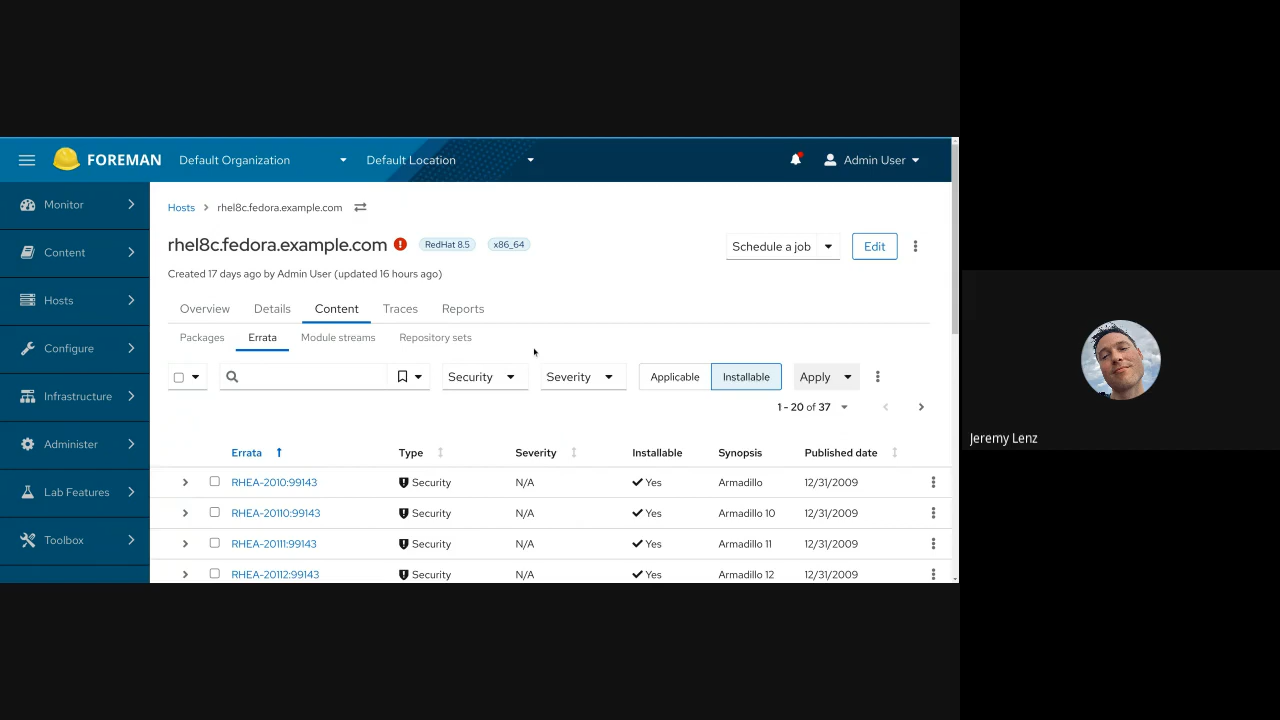 FOREMAN Default Organization Default Location Admin User
Monitor
Content
Hosts
Configure
Infrastructure
Administer
Lab Features
Toolbox
Hosts > rhel8c.fedora.example.com
rhel8c.fedora.example.com RedHat 8.5 x86_64
Schedule a job Edit
Created 17 days ago by Admin User (updated 16 hours ago)
Overview Details Content Traces Reports
Packages Errata Module streams Repository sets
Security Severity Applicable Installable Apply
1 - 20 of 37
Errata Type Severity Installable Synopsis Published date
RHEA-2010:99143 Security N/A Yes Armadillo 12/31/2009
RHEA-20110:99143 Security N/A Yes Armadillo 10 12/31/2009
RHEA-20111:99143 Security N/A Yes Armadillo 11 12/31/2009
RHEA-20112:99143 Security N/A Yes Armadillo 12 12/31/2009
Jeremy Lenz